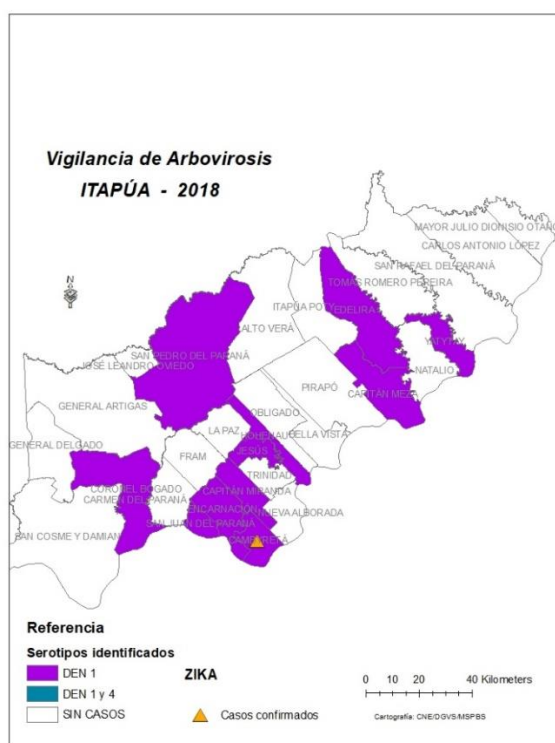 Vigilancia de Arbovirosis
ITAPÚA - 2018
N
MAYOR JULIO DIONISIO OTAÑO
CARLOS ANTONIO LÓPEZ
SAN RAFAEL DEL PARANÁ
TOMAS ROMERO PEREIRA
ITAPÚA POTY
EDELIRA
ALTO VERÁ
YATYTAY
SAN PEDRO DEL PARANÁ
JOSÉ LEANDRO OVIEDO
NATALIO
PIRAPÓ
CAPITÁN MEZA
GENERAL ARTIGAS
OBLIGADO
LA PAZ
HOHENAU
BELLA VISTA
GENERAL DELGADO
JESÚS
FRAM
TRINIDAD
CORONEL BOGADO
CAPITÁN MIRANDA
CARMEN DEL PARANÁ
ENCARNACIÓN
NUEVA ALBORADA
SAN JUAN DEL PARANÁ
SAN COSME Y DAMIAN
CAMBYRETÁ
Referencia
Serotipos identificados
DEN 1
ZIKA
DEN 1 y 4
0 5 10 20 30 40 Kilometers
SIN CASOS
Casos confirmados
Cartografía: CNE/DGVS/MSPBS